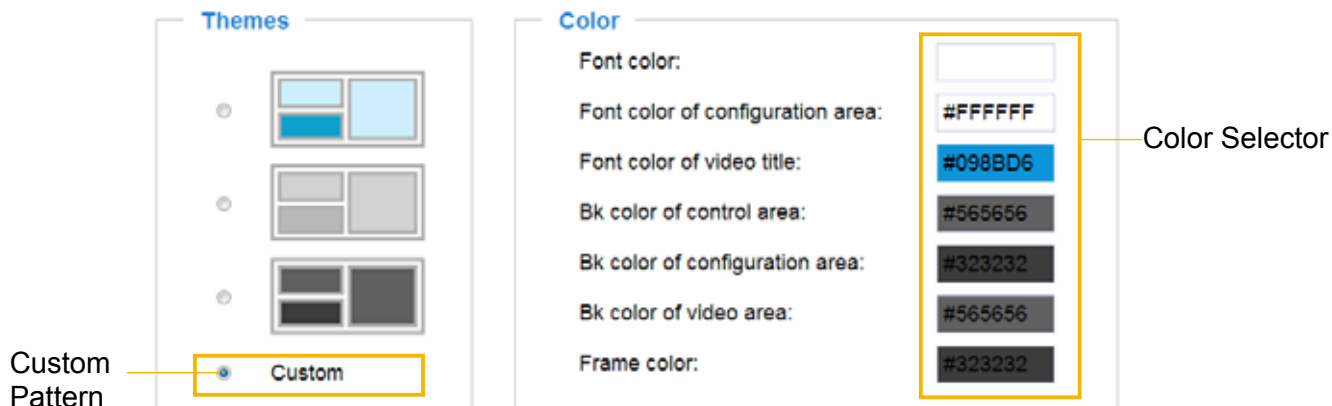 Themes
Custom
Custom
Pattern
Color
Font color:
Font color of configuration area: #FFFFFF
Font color of video title: #098BD6
Bk color of control area: #565656
Bk color of configuration area: #323232
Bk color of video area: #565656
Frame color: #323232
Color Selector